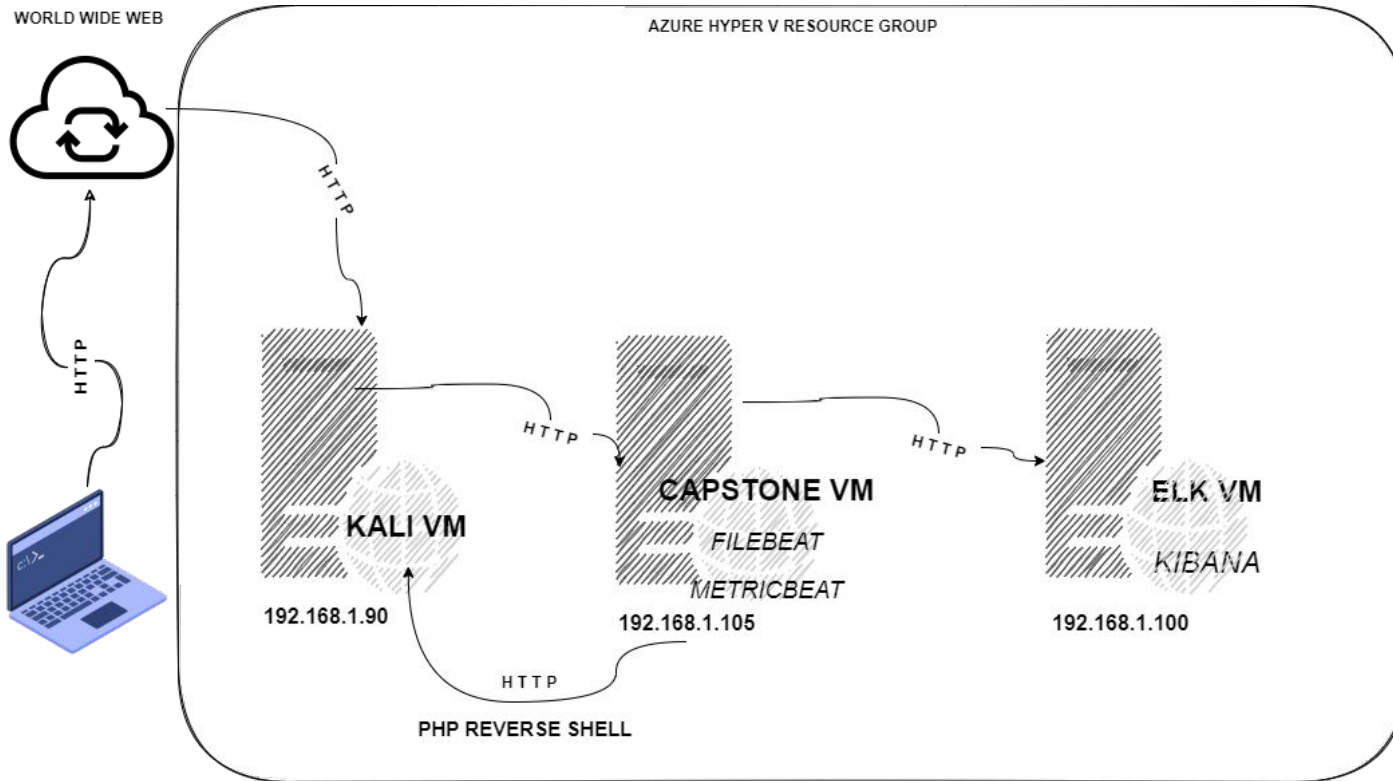 WORLD WIDE WEB
AZURE HYPER V RESOURCE GROUP
HTTP
HTTP
C:\>_
HTTP
HTTP
KALI VM
192.168.1.90
CAPSTONE VM
FILEBEAT
METRICBEAT
192.168.1.105
ELK VM
KIBANA
192.168.1.100
HTTP
PHP REVERSE SHELL